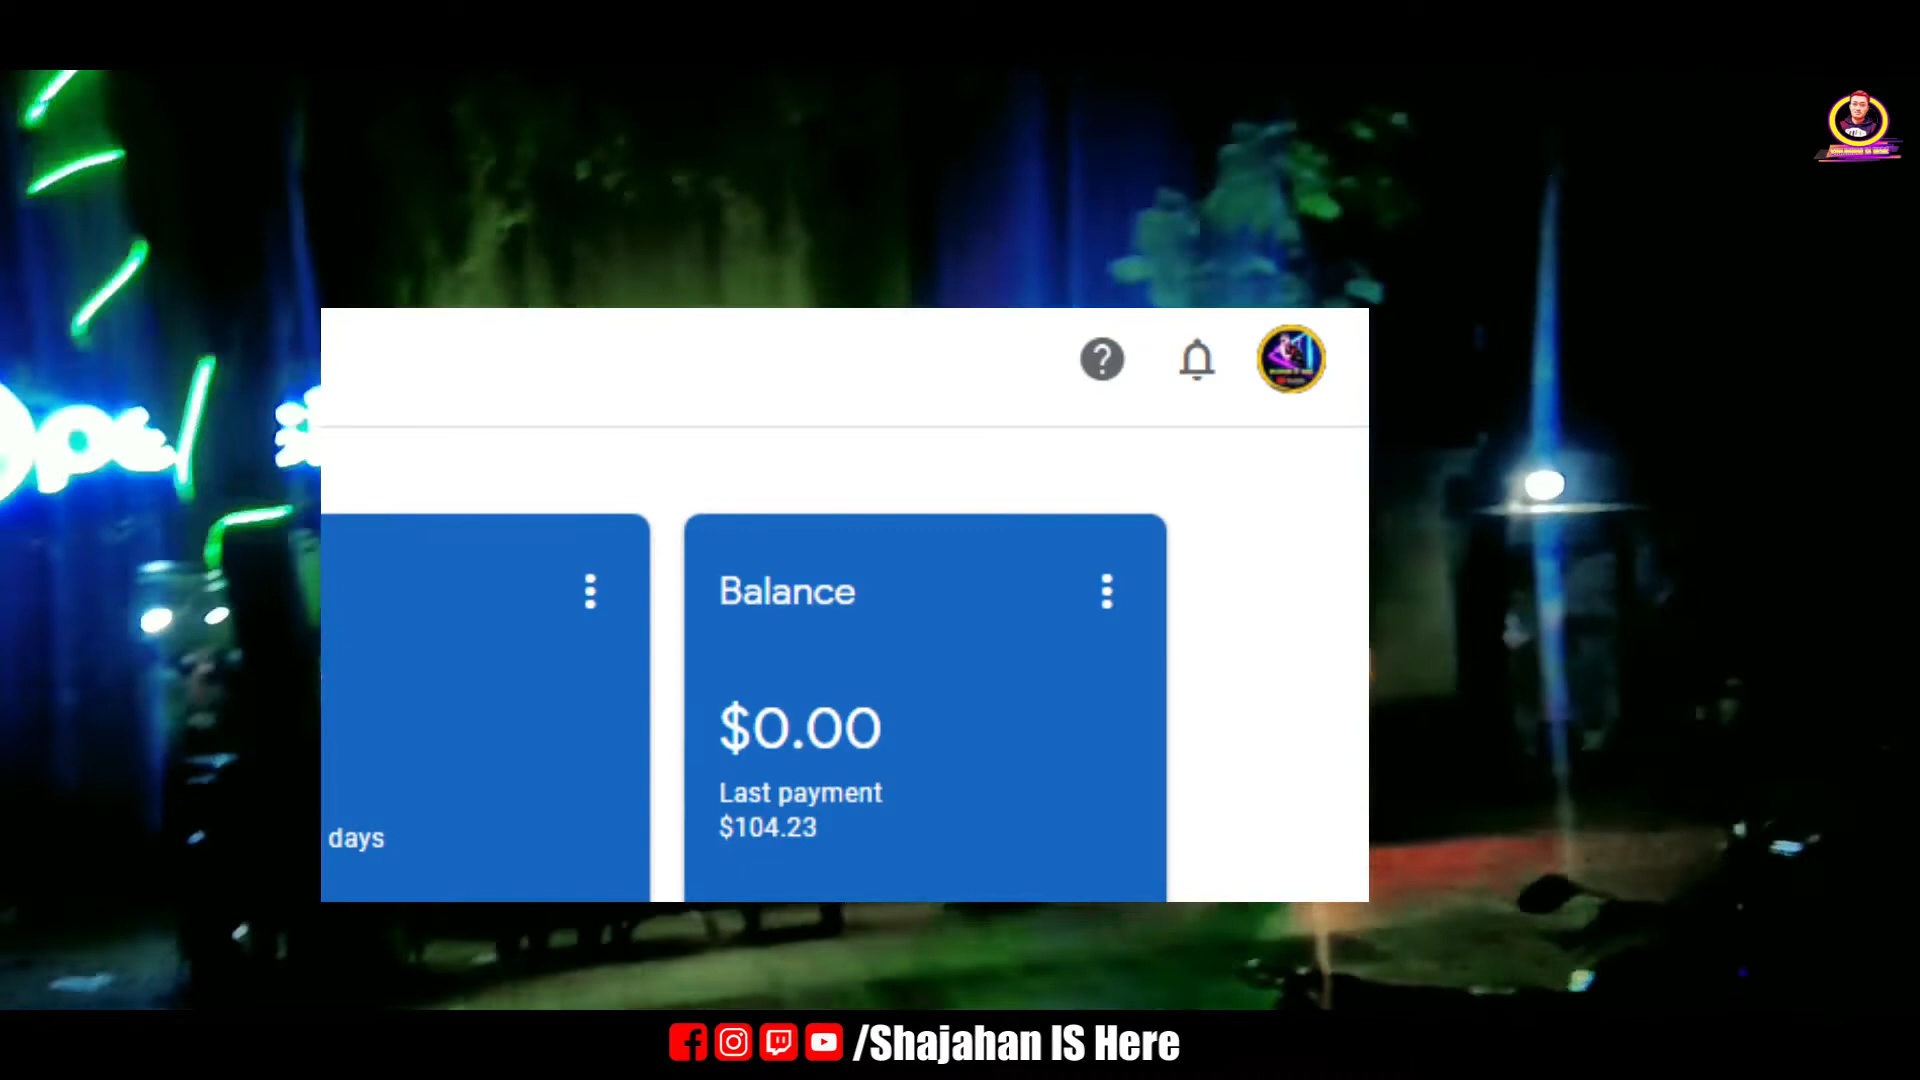 Balance
$0.00
Last payment
$104.23
days
/Shajahan IS Here